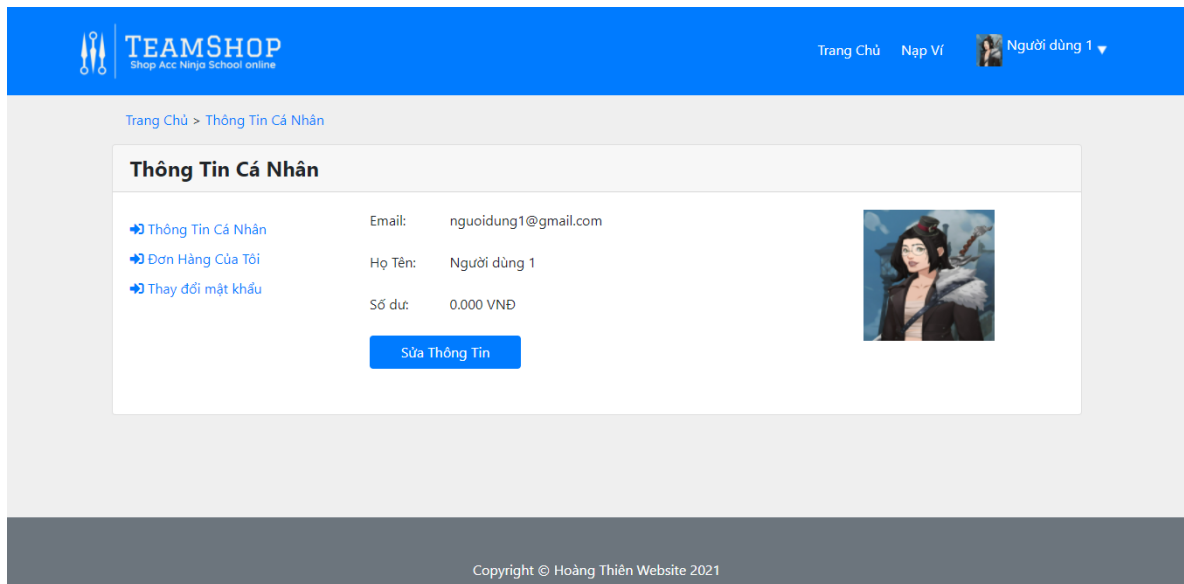 TEAMSHOP
Shop Acc Ninja School online
Trang Chủ Nạp Ví Người dùng 1
Trang Chủ > Thông Tin Cá Nhân
Thông Tin Cá Nhân
Thông Tin Cá Nhân
Đơn Hàng Của Tôi
Thay đổi mật khẩu
Email: nguoidung1@gmail.com
Họ Tên: Người dùng 1
Số dư: 0.000 VNĐ
Sửa Thông Tin
Copyright © Hoàng Thiên Website 2021